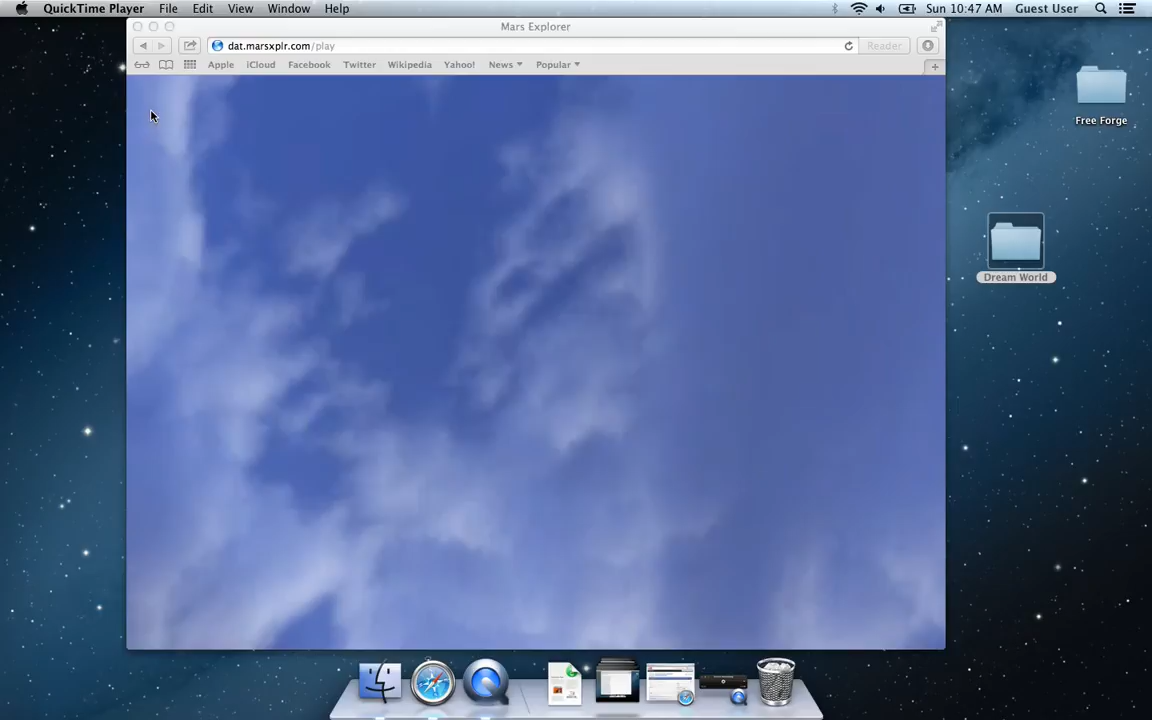 QuickTime Player File Edit View Window Help Sun 10:47 AM Guest User
Mars Explorer
dat.marsxplr.com/play Reader
Apple iCloud Facebook Twitter Wikipedia Yahoo! News Popular
Free Forge
Dream World